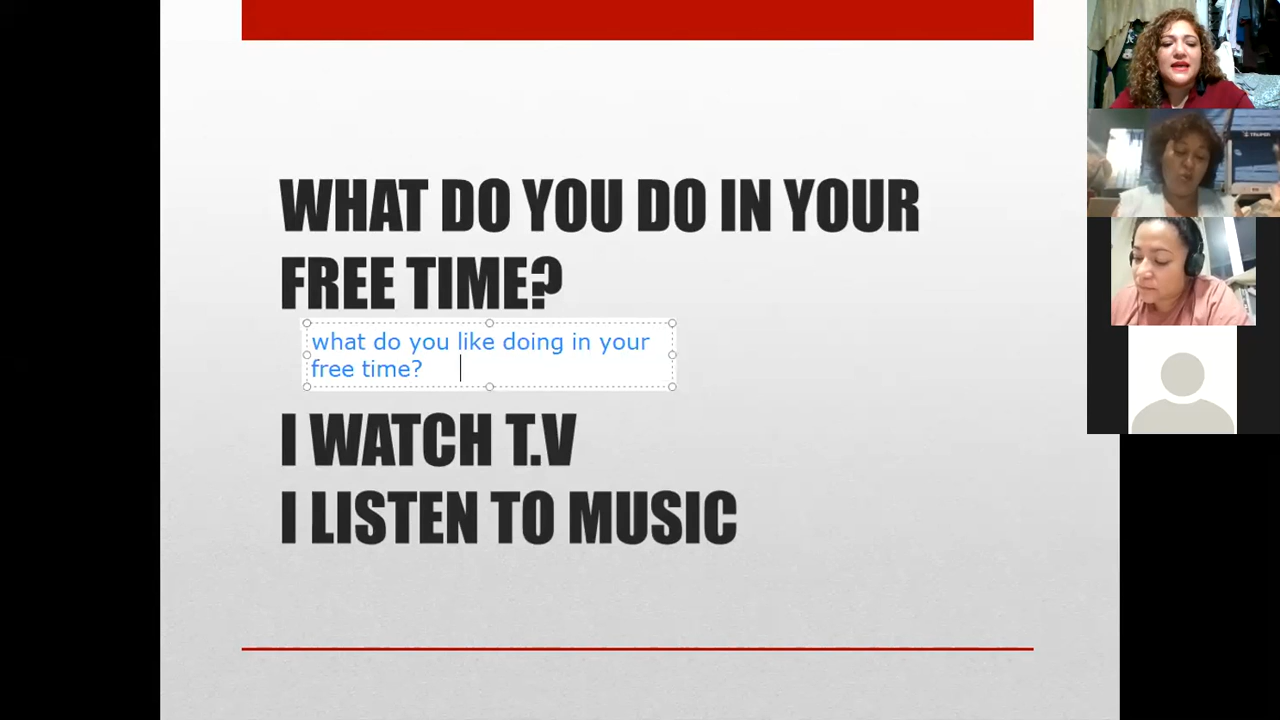 WHAT DO YOU DO IN YOUR
FREE TIME?
what do you like doing in your
free time?
I WATCH T.V
I LISTEN TO MUSIC
TRUPER